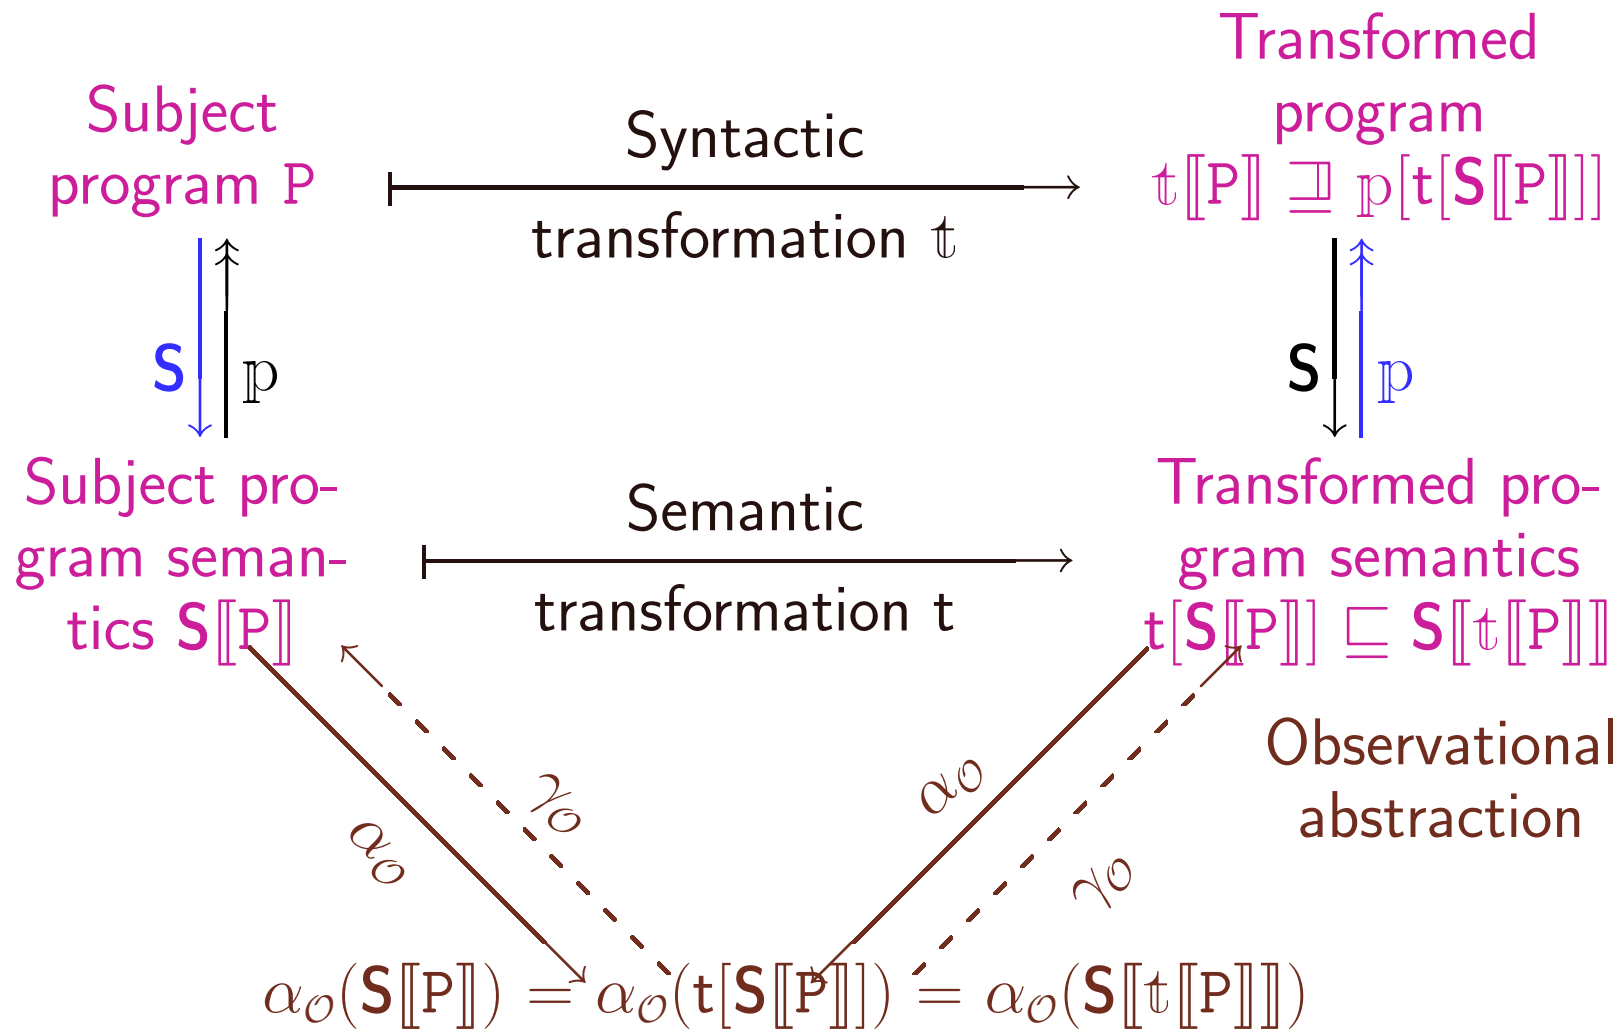 Subject
program P
Syntactic
transformation 𝕥
Transformed
program
𝕥⟦P⟧ ⊒ 𝕡[t[S⟦P⟧]]
S
𝕡
S
𝕡
Subject pro-
gram seman-
tics S⟦P⟧
Semantic
transformation t
Transformed pro-
gram semantics
t[S⟦P⟧] ⊑ S⟦𝕥⟦P⟧⟧
α𝒪
γ𝒪
α𝒪
γ𝒪
Observational
abstraction
α𝒪(S⟦P⟧) = α𝒪(t[S⟦P⟧]) = α𝒪(S⟦𝕥⟦P⟧⟧)